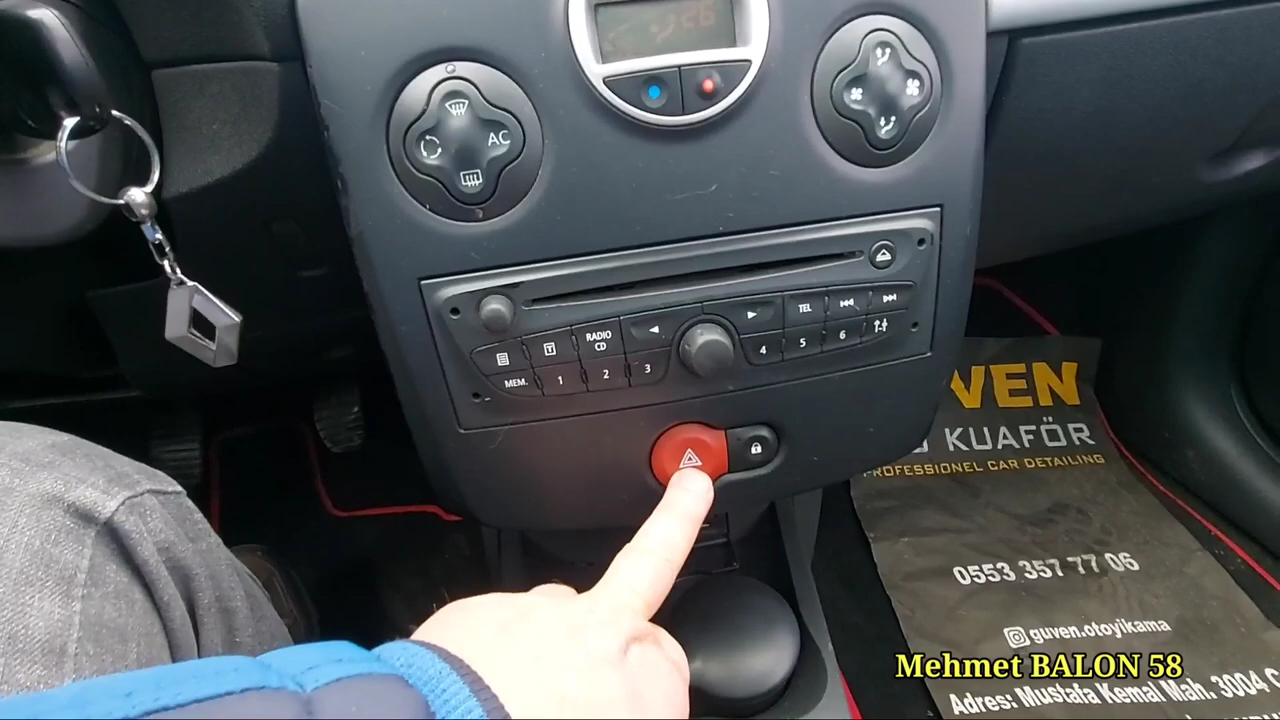 AC
RADIO
CD
TEL
MEM.
1
2
3
4
5
6
VEN
KUAFÖR
PROFESSIONEL CAR DETAILING
0553 357 77 06
guven.otoyikama
Mehmet BALON 58
Adres: Mustafa Kemal Mah. 3004 C